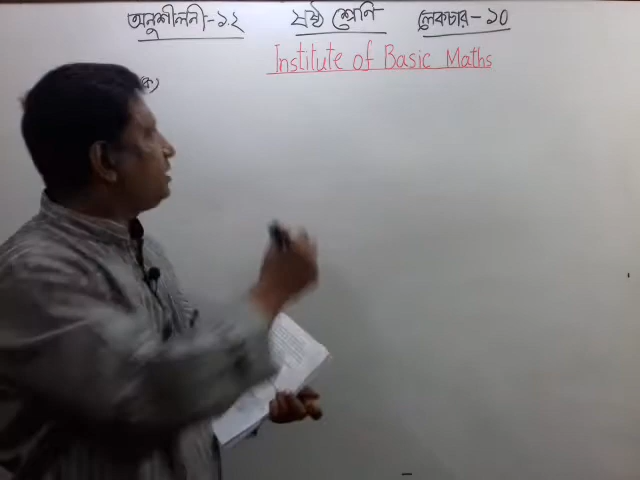 অনুশীলনী-১২ ষষ্ঠ শ্রেণি লেকচার-১০
Institute of Basic Maths
ক)